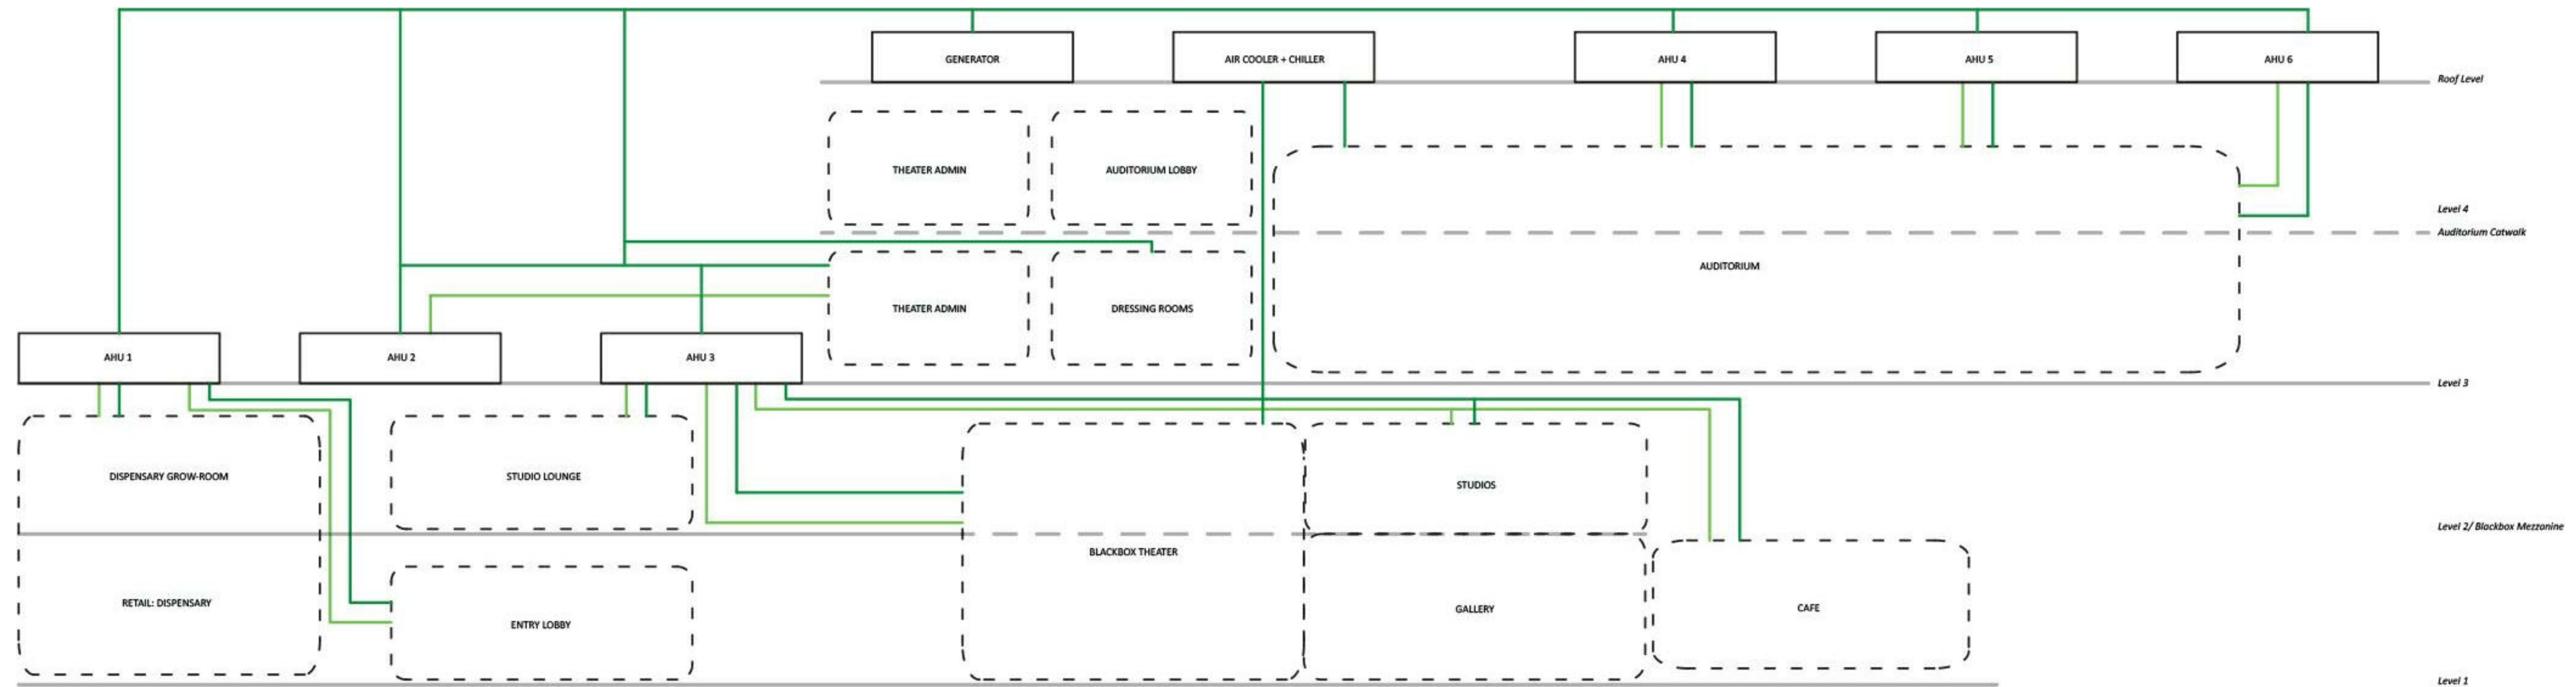 GENERATOR
AIR COOLER + CHILLER
AHU 4
AHU 5
AHU 6
Roof Level
THEATER ADMIN
AUDITORIUM LOBBY
Level 4
Auditorium Catwalk
AUDITORIUM
THEATER ADMIN
DRESSING ROOMS
AHU 1
AHU 2
AHU 3
Level 3
DISPENSARY GROW-ROOM
STUDIO LOUNGE
STUDIOS
Level 2/ Blackbox Mezzanine
BLACKBOX THEATER
RETAIL: DISPENSARY
ENTRY LOBBY
GALLERY
CAFE
Level 1